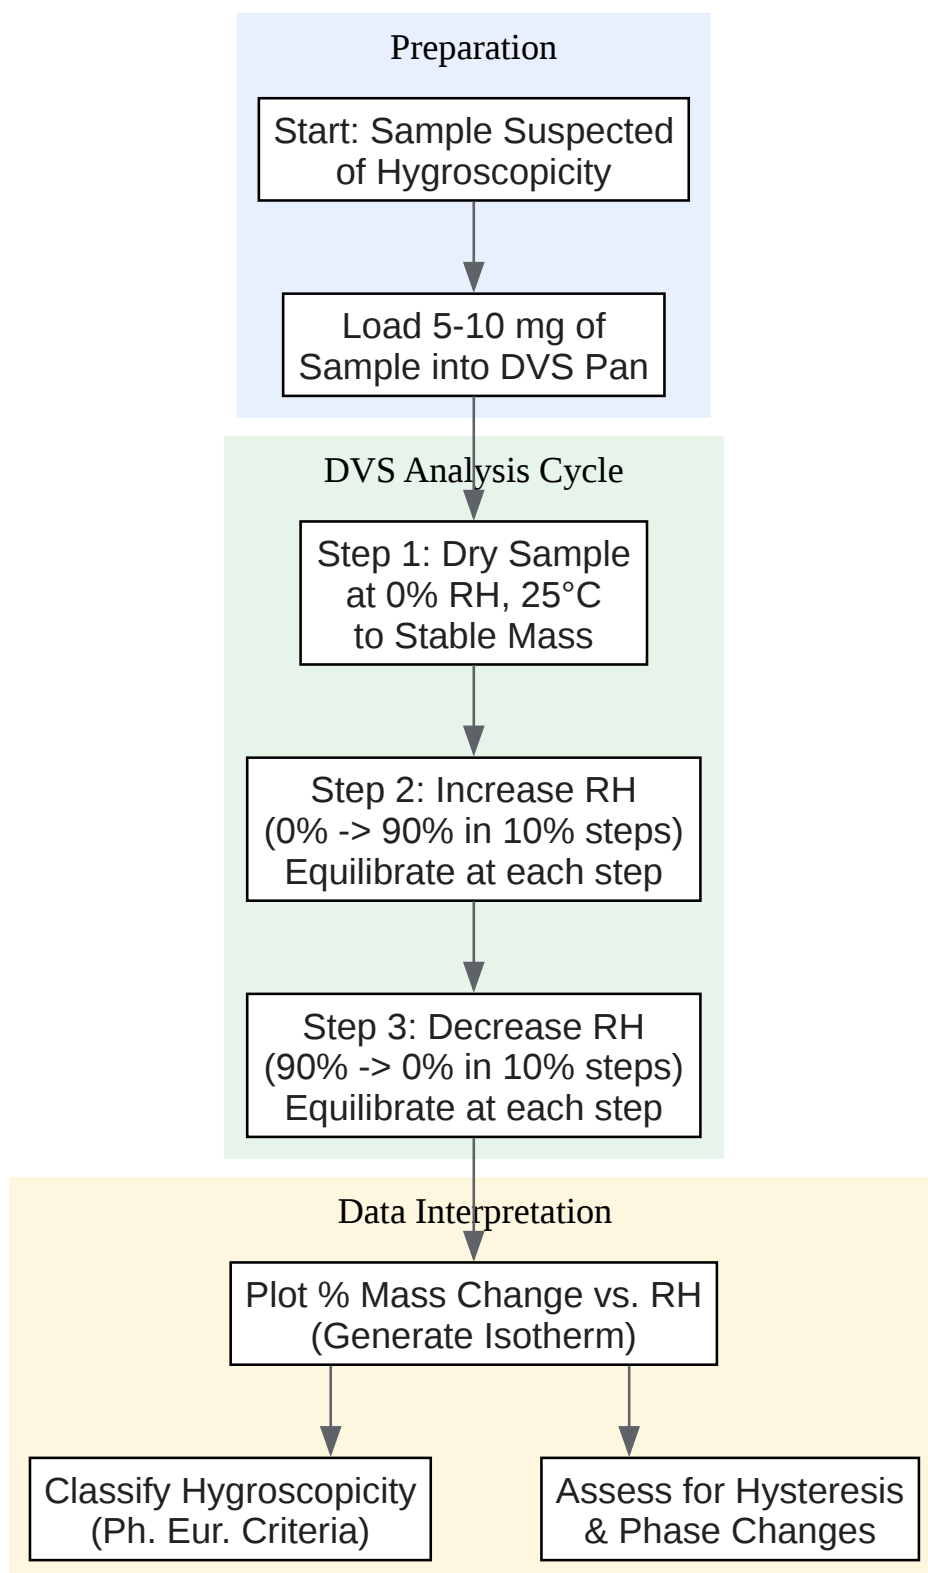 Preparation
Start: Sample Suspected
of Hygroscopicity
Load 5-10 mg of
Sample into DVS Pan
DVS Analysis Cycle
Step 1: Dry Sample
at 0% RH, 25°C
to Stable Mass
Step 2: Increase RH
(0% -> 90% in 10% steps)
Equilibrate at each step
Step 3: Decrease RH
(90% -> 0% in 10% steps)
Equilibrate at each step
Data Interpretation
Plot % Mass Change vs. RH
(Generate Isotherm)
Classify Hygroscopicity
(Ph. Eur. Criteria)
Assess for Hysteresis
& Phase Changes